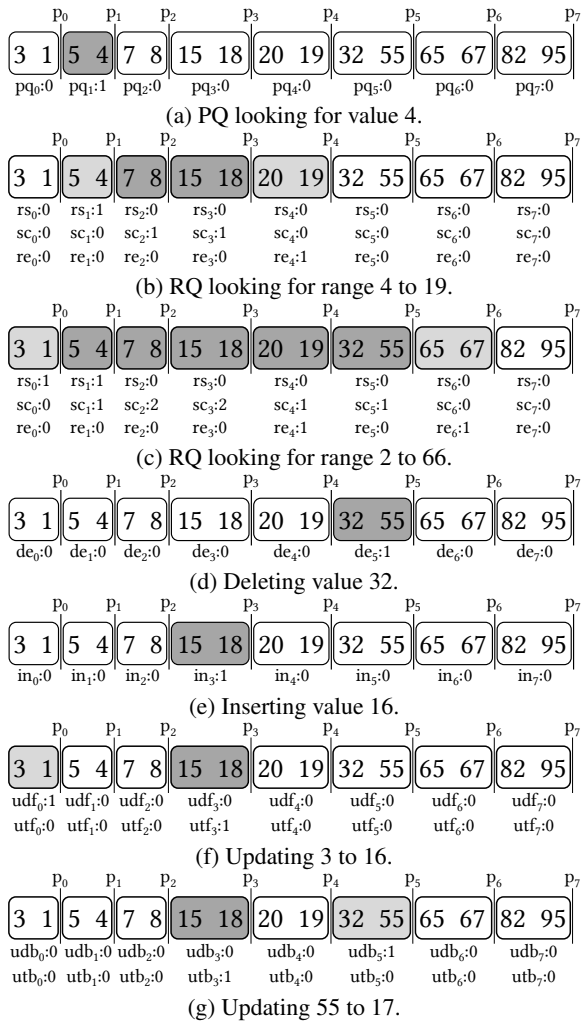 p₀ p₁ p₂ p₃ p₄ p₅ p₆ p₇
3 1 5 4 7 8 15 18 20 19 32 55 65 67 82 95
pq₀:0 pq₁:1 pq₂:0 pq₃:0 pq₄:0 pq₅:0 pq₆:0 pq₇:0
(a) PQ looking for value 4.
p₀ p₁ p₂ p₃ p₄ p₅ p₆ p₇
3 1 5 4 7 8 15 18 20 19 32 55 65 67 82 95
rs₀:0 rs₁:1 rs₂:0 rs₃:0 rs₄:0 rs₅:0 rs₆:0 rs₇:0
sc₀:0 sc₁:0 sc₂:1 sc₃:1 sc₄:0 sc₅:0 sc₆:0 sc₇:0
re₀:0 re₁:0 re₂:0 re₃:0 re₄:1 re₅:0 re₆:0 re₇:0
(b) RQ looking for range 4 to 19.
p₀ p₁ p₂ p₃ p₄ p₅ p₆ p₇
3 1 5 4 7 8 15 18 20 19 32 55 65 67 82 95
rs₀:1 rs₁:1 rs₂:0 rs₃:0 rs₄:0 rs₅:0 rs₆:0 rs₇:0
sc₀:0 sc₁:1 sc₂:2 sc₃:2 sc₄:1 sc₅:1 sc₆:0 sc₇:0
re₀:0 re₁:0 re₂:0 re₃:0 re₄:1 re₅:0 re₆:1 re₇:0
(c) RQ looking for range 2 to 66.
p₀ p₁ p₂ p₃ p₄ p₅ p₆ p₇
3 1 5 4 7 8 15 18 20 19 32 55 65 67 82 95
de₀:0 de₁:0 de₂:0 de₃:0 de₄:0 de₅:1 de₆:0 de₇:0
(d) Deleting value 32.
p₀ p₁ p₂ p₃ p₄ p₅ p₆ p₇
3 1 5 4 7 8 15 18 20 19 32 55 65 67 82 95
in₀:0 in₁:0 in₂:0 in₃:1 in₄:0 in₅:0 in₆:0 in₇:0
(e) Inserting value 16.
p₀ p₁ p₂ p₃ p₄ p₅ p₆ p₇
3 1 5 4 7 8 15 18 20 19 32 55 65 67 82 95
udf₀:1 udf₁:0 udf₂:0 udf₃:0 udf₄:0 udf₅:0 udf₆:0 udf₇:0
utf₀:0 utf₁:0 utf₂:0 utf₃:1 utf₄:0 utf₅:0 utf₆:0 utf₇:0
(f) Updating 3 to 16.
p₀ p₁ p₂ p₃ p₄ p₅ p₆ p₇
3 1 5 4 7 8 15 18 20 19 32 55 65 67 82 95
udb₀:0 udb₁:0 udb₂:0 udb₃:0 udb₄:0 udb₅:1 udb₆:0 udb₇:0
utb₀:0 utb₁:0 utb₂:0 utb₃:1 utb₄:0 utb₅:0 utb₆:0 utb₇:0
(g) Updating 55 to 17.